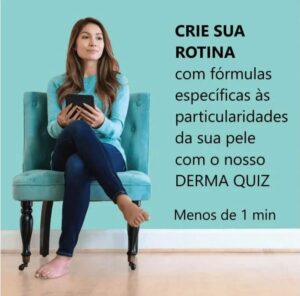 CRIE SUA
ROTINA
com fórmulas
específicas às
particularidades
da sua pele
com o nosso
DERMA QUIZ
Menos de 1 min